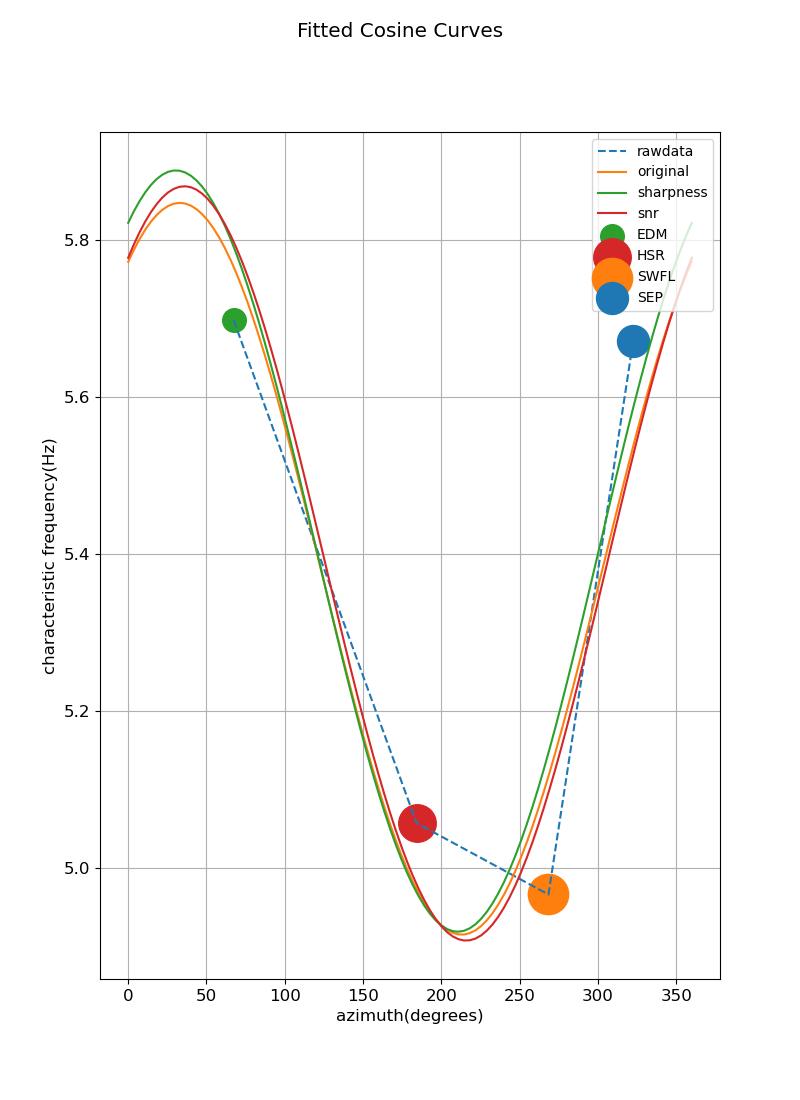 Fitted Cosine Curves
rawdata
original
sharpness
snr
EDM
HSR
SWFL
SEP
5.8
5.6
5.4
5.2
5.0
characteristic frequency(Hz)
0 50 100 150 200 250 300 350
azimuth(degrees)